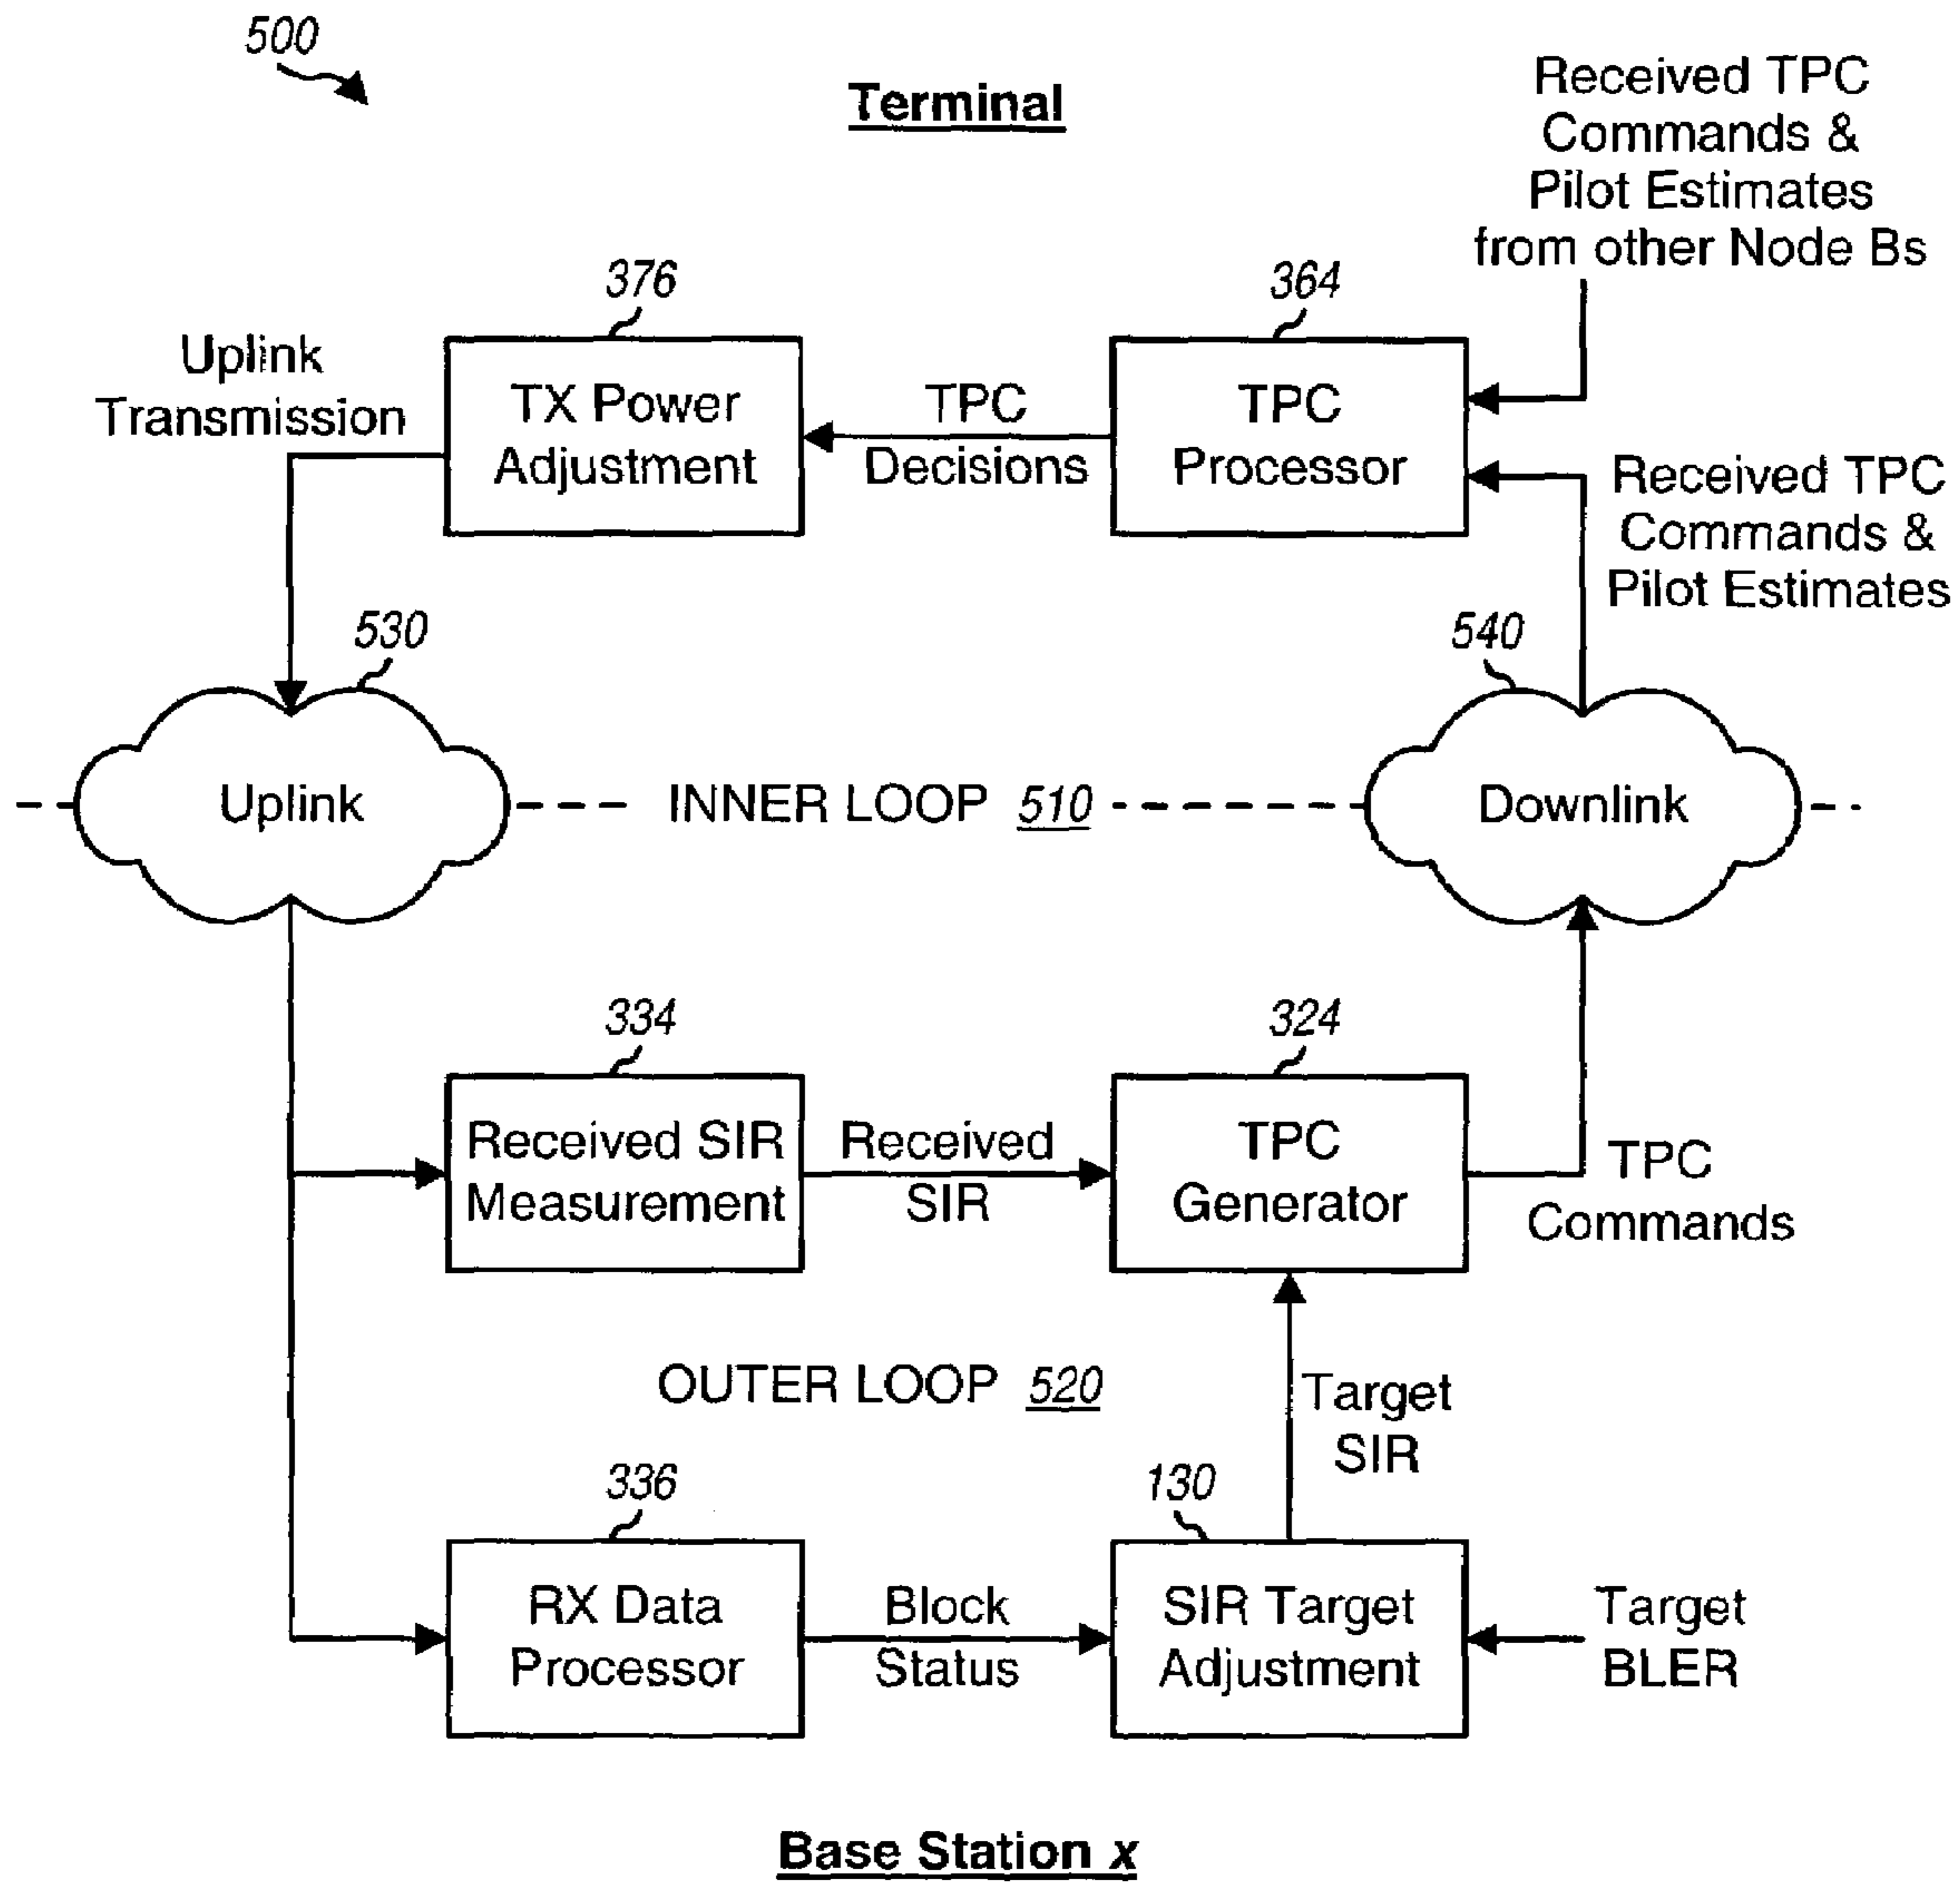 500
Terminal
Received TPC
Commands &
Pilot Estimates
from other Node Bs
376
364
Uplink
Transmission
TX Power
Adjustment
TPC
Decisions
TPC
Processor
Received TPC
Commands &
Pilot Estimates
530
540
Uplink
INNER LOOP 510
Downlink
334
324
Received SIR
Measurement
Received
SIR
TPC
Generator
TPC
Commands
OUTER LOOP 520
Target
SIR
336
130
RX Data
Processor
Block
Status
SIR Target
Adjustment
Target
BLER
Base Station x